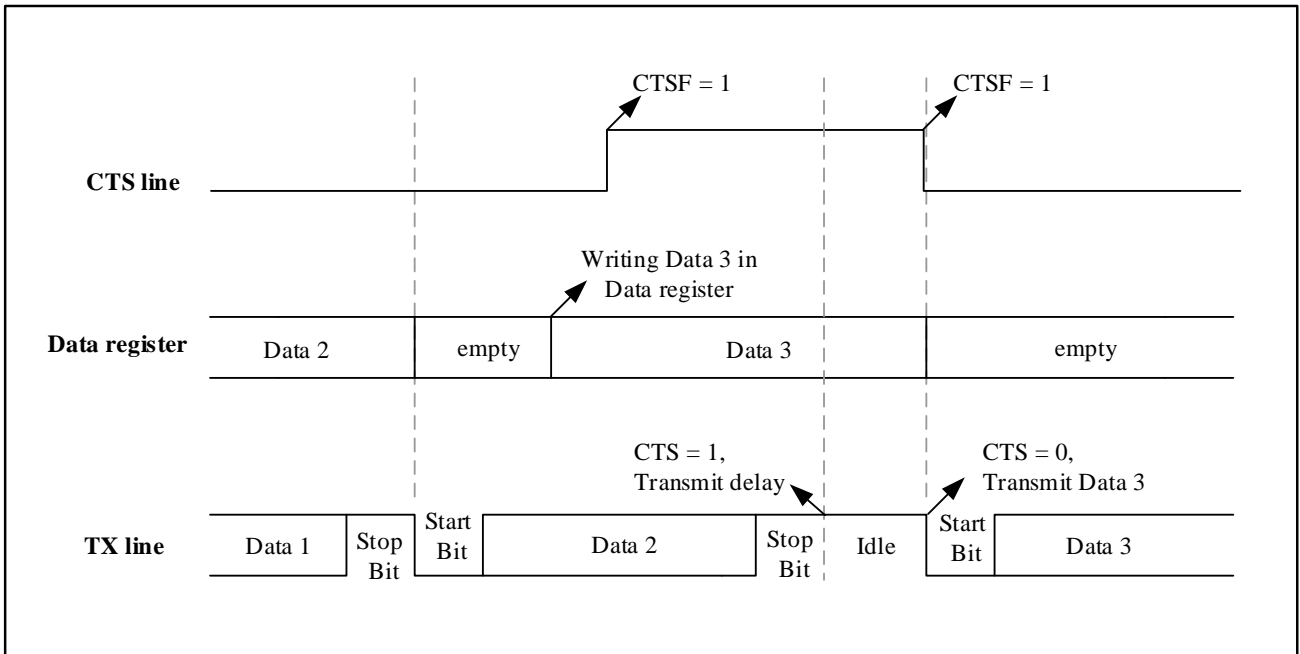 CTSF = 1
CTSF = 1
CTS line
Writing Data 3 in
Data register
Data register
Data 2
empty
Data 3
empty
CTS = 1,
Transmit delay
CTS = 0,
Transmit Data 3
TX line
Data 1
Stop
Bit
Start
Bit
Data 2
Stop
Bit
Idle
Start
Bit
Data 3